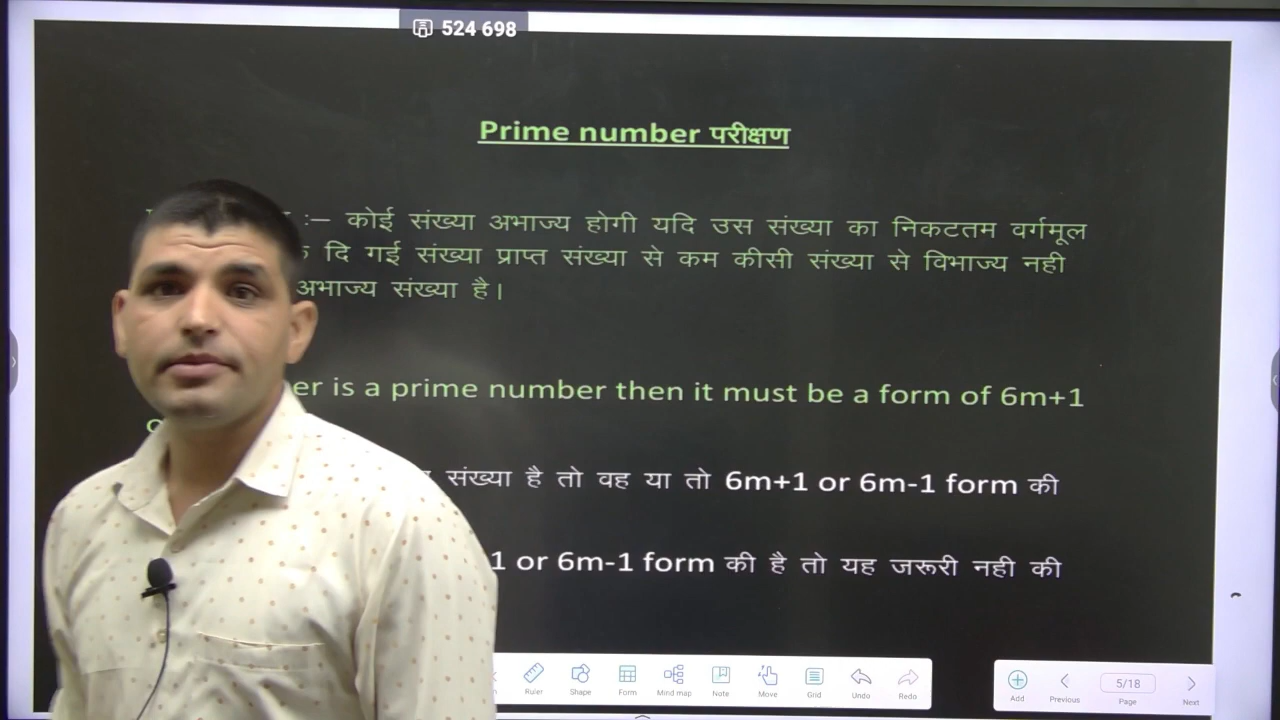 524 698
Prime number परीक्षण
:– कोई संख्या अभाज्य होगी यदि उस संख्या का निकटतम वर्गमूल
दि गई संख्या प्राप्त संख्या से कम कीसी संख्या से विभाज्य नही
अभाज्य संख्या है।
er is a prime number then it must be a form of 6m+1
संख्या है तो वह या तो 6m+1 or 6m-1 form की
1 or 6m-1 form की है तो यह जरूरी नही की
Ruler Shape Form Mind map Note Move Grid Undo Redo
Add Previous 5/18 Page Next